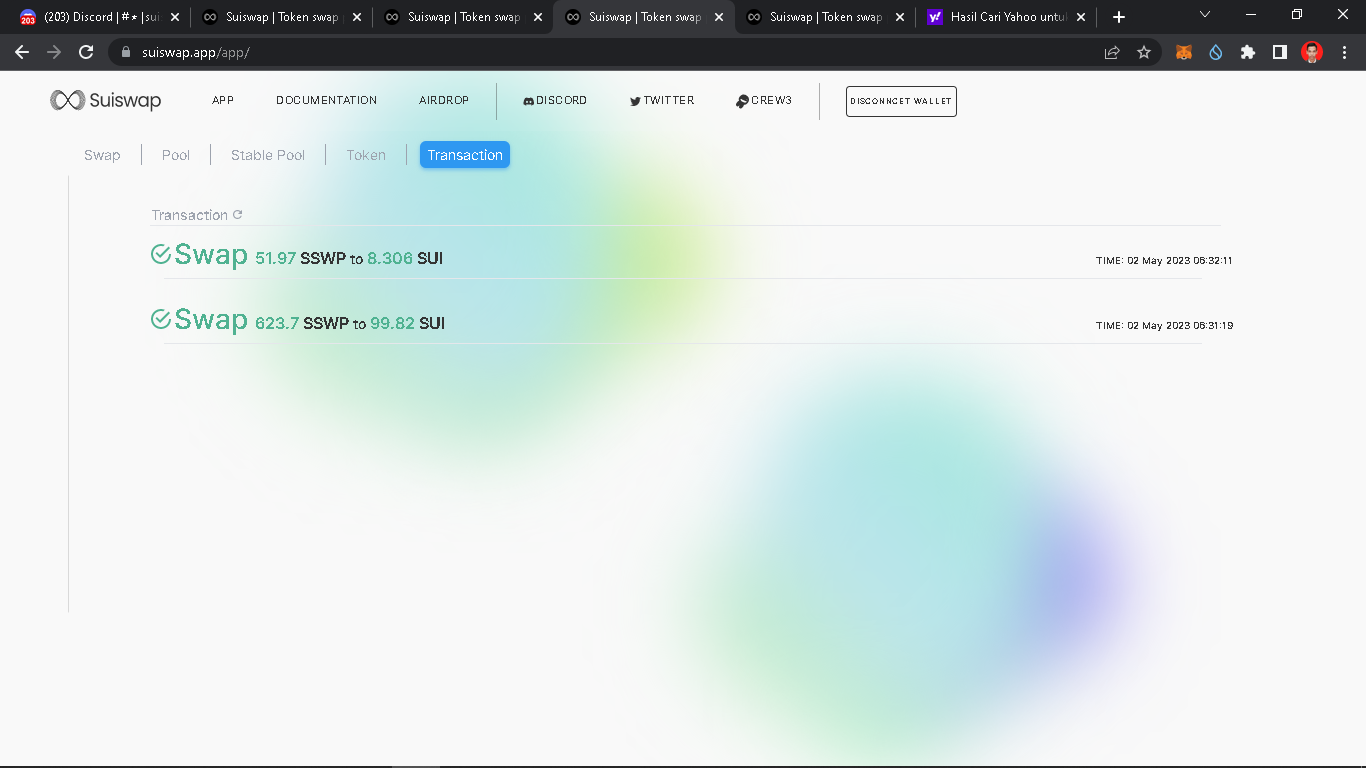 203 (203) Discord | # ⋆ |sui
Suiswap | Token swap
Suiswap | Token swap
Suiswap | Token swap
Suiswap | Token swap
y! Hasil Cari Yahoo untu
suiswap.app/app/
Suiswap APP DOCUMENTATION AIRDROP DISCORD TWITTER CREW3 DISCONNCET WALLET
Swap Pool Stable Pool Token Transaction
Transaction
Swap 51.97 SSWP to 8.306 SUI TIME: 02 May 2023 06:32:11
Swap 623.7 SSWP to 99.82 SUI TIME: 02 May 2023 06:31:19